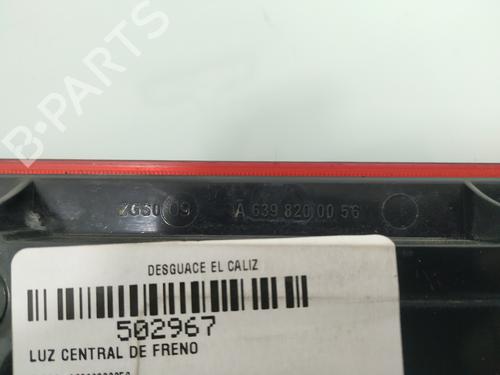 B-PARTS
A 639 820 00 56
DESGUACE EL CALIZ
502967
LUZ CENTRAL DE FRENO